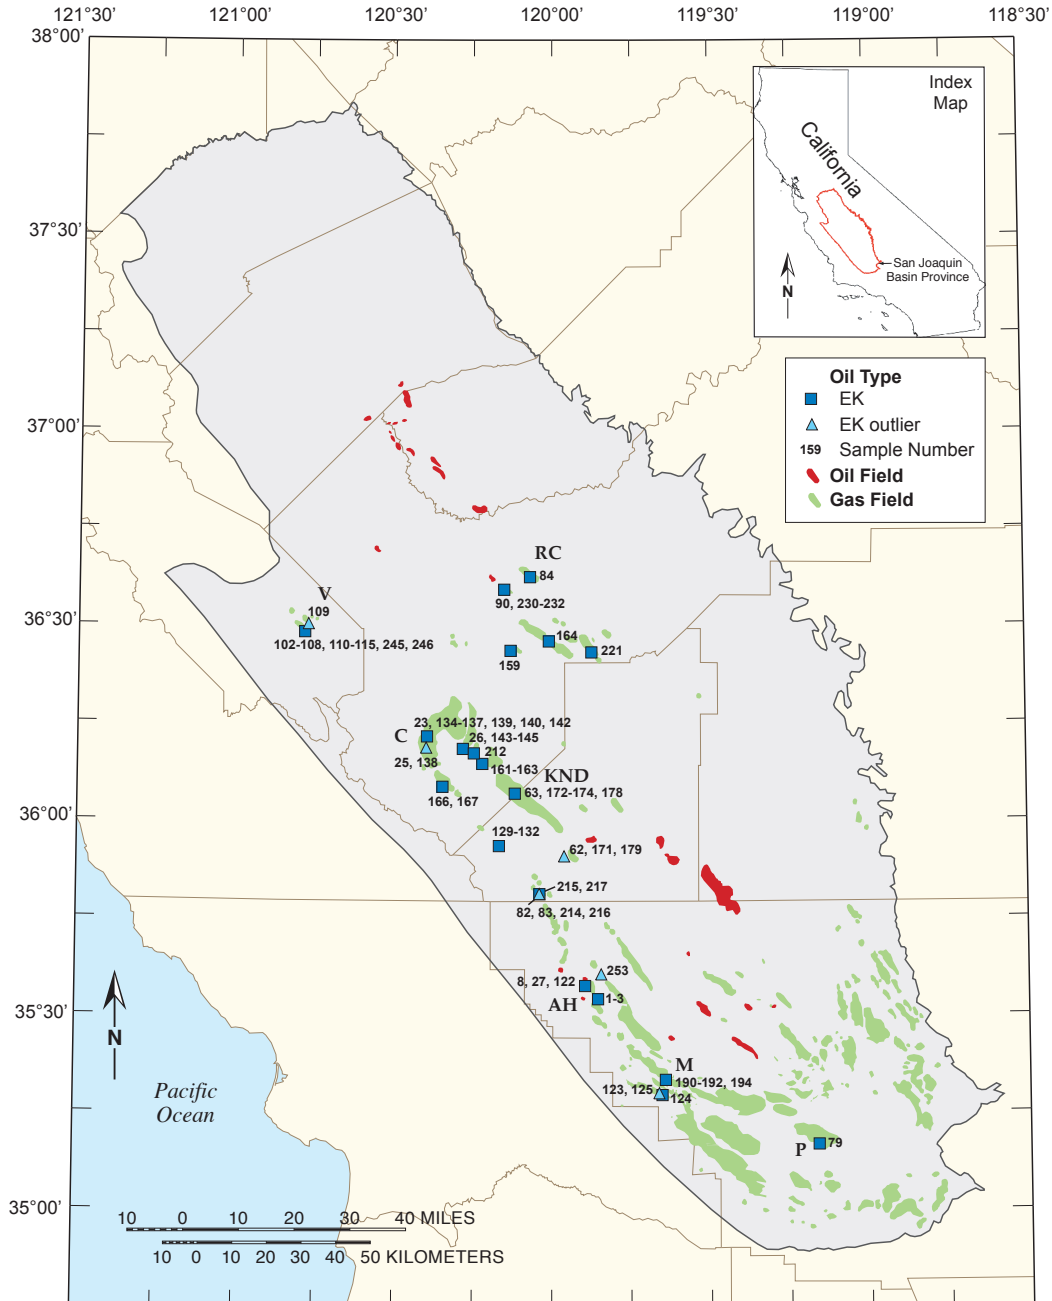 121°30' 121°00' 120°30' 120°00' 119°30' 119°00' 118°30'
38°00'
37°30'
37°00'
36°30'
36°00'
35°30'
35°00'
Index
Map
California
San Joaquin
Basin Province
N
Oil Type
EK
EK outlier
159 Sample Number
Oil Field
Gas Field
RC
84
90, 230-232
V
109
102-108, 110-115, 245, 246
164
221
159
23, 134-137, 139, 140, 142
C
26, 143-145
212
25, 138
161-163
KND
166, 167
63, 172-174, 178
129-132
62, 171, 179
215, 217
82, 83, 214, 216
253
8, 27, 122
AH
1-3
M
190-192, 194
123, 125
124
P
79
N
Pacific
Ocean
10 0 10 20 30 40 MILES
10 0 10 20 30 40 50 KILOMETERS